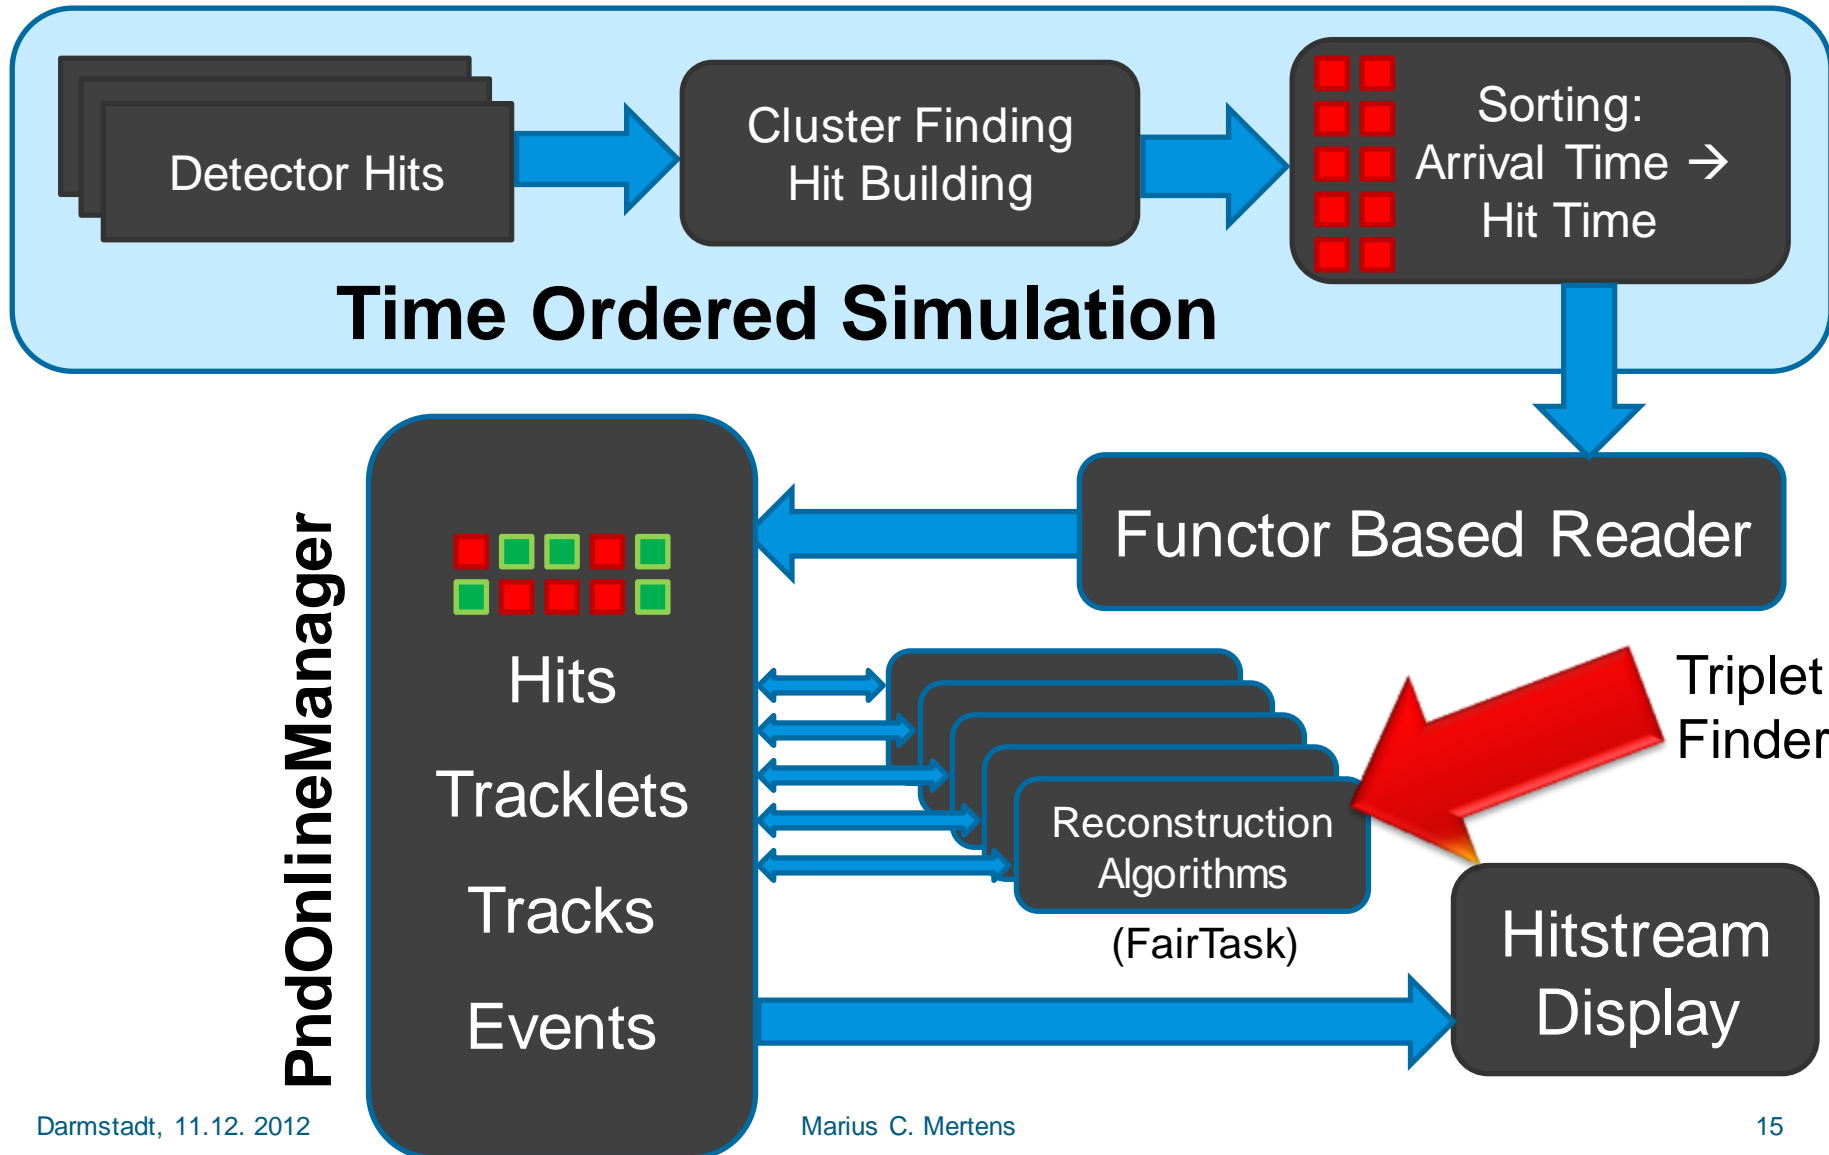 Detector Hits
Cluster Finding
Hit Building
Sorting:
Arrival Time →
Hit Time
Time Ordered Simulation
Functor Based Reader
PndOnlineManager
Hits
Tracklets
Tracks
Events
Triplet
Finder
Reconstruction
Algorithms
(FairTask)
Hitstream
Display
Darmstadt, 11.12. 2012
Marius C. Mertens
15